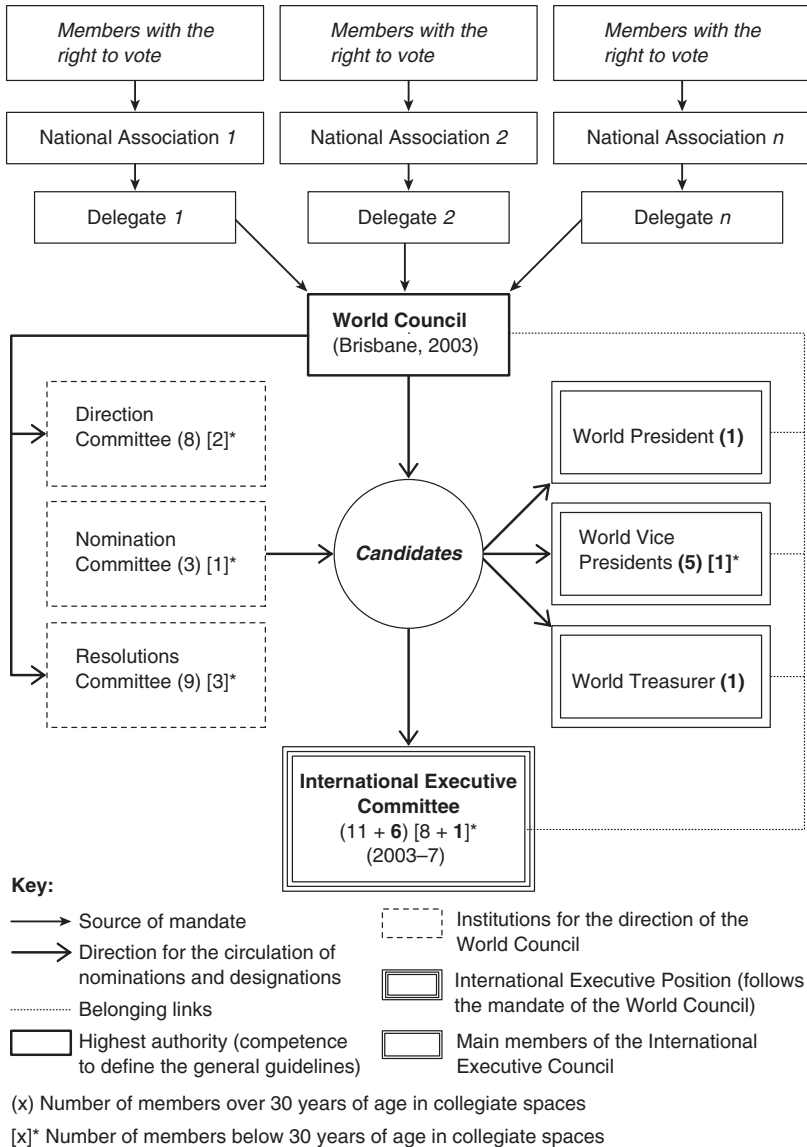 Members with the
right to vote
Members with the
right to vote
Members with the
right to vote
National Association 1
National Association 2
National Association n
Delegate 1
Delegate 2
Delegate n
World Council
(Brisbane, 2003)
Direction
Committee (8) [2]*
World President (1)
Nomination
Committee (3) [1]*
Candidates
World Vice
Presidents (5) [1]*
Resolutions
Committee (9) [3]*
World Treasurer (1)
International Executive
Committee
(11 + 6) [8 + 1]*
(2003–7)
Key:
Source of mandate
Direction for the circulation of
nominations and designations
Belonging links
Highest authority (competence
to define the general guidelines)
Institutions for the direction of the
World Council
International Executive Position (follows
the mandate of the World Council)
Main members of the International
Executive Council
(x) Number of members over 30 years of age in collegiate spaces
[x]* Number of members below 30 years of age in collegiate spaces